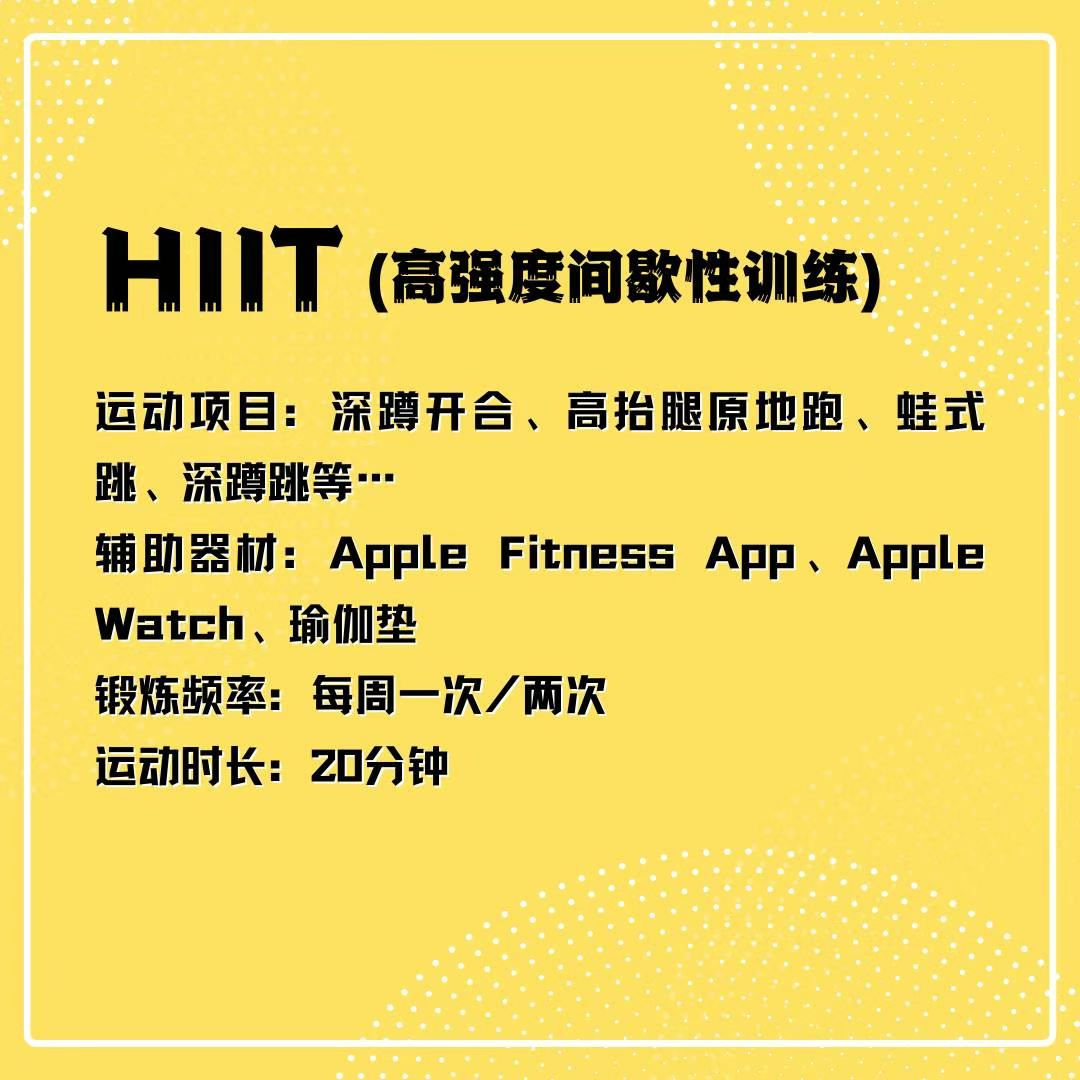 HIIT (高强度间歇性训练)
运动项目：深蹲开合、高抬腿原地跑、蛙式
跳、深蹲跳等…
辅助器材：Apple Fitness App、Apple
Watch、瑜伽垫
锻炼频率：每周一次/两次
运动时长：20分钟